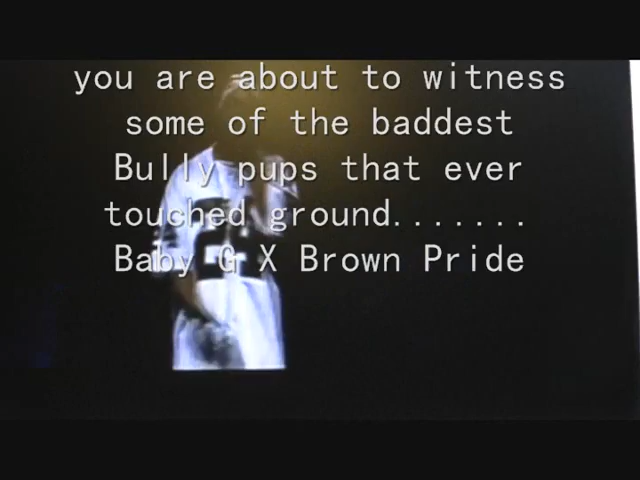 you are about to witness
some of the baddest
Bully pups that ever
touched ground.......
Baby G X Brown Pride